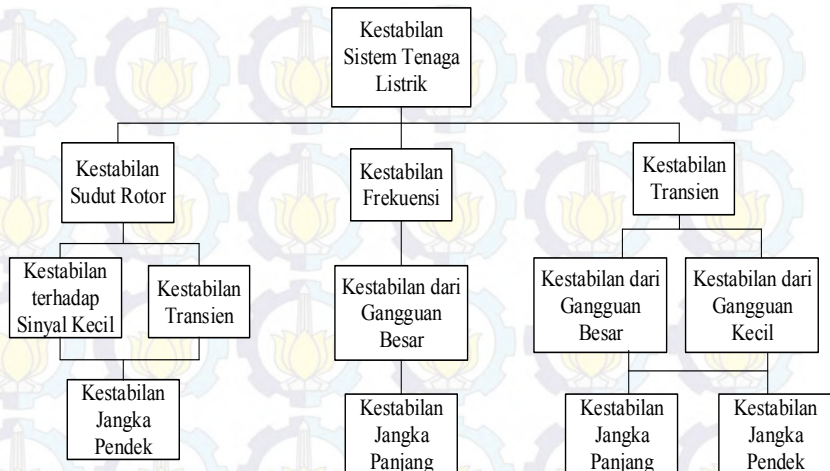 Kestabilan
Sistem Tenaga
Listrik
Kestabilan
Sudut Rotor
Kestabilan
Frekuensi
Kestabilan
Transien
Kestabilan
terhadap
Sinyal Kecil
Kestabilan
Transien
Kestabilan dari
Gangguan
Besar
Kestabilan dari
Gangguan
Besar
Kestabilan dari
Gangguan
Kecil
Kestabilan
Jangka
Pendek
Kestabilan
Jangka
Panjang
Kestabilan
Jangka
Panjang
Kestabilan
Jangka
Pendek